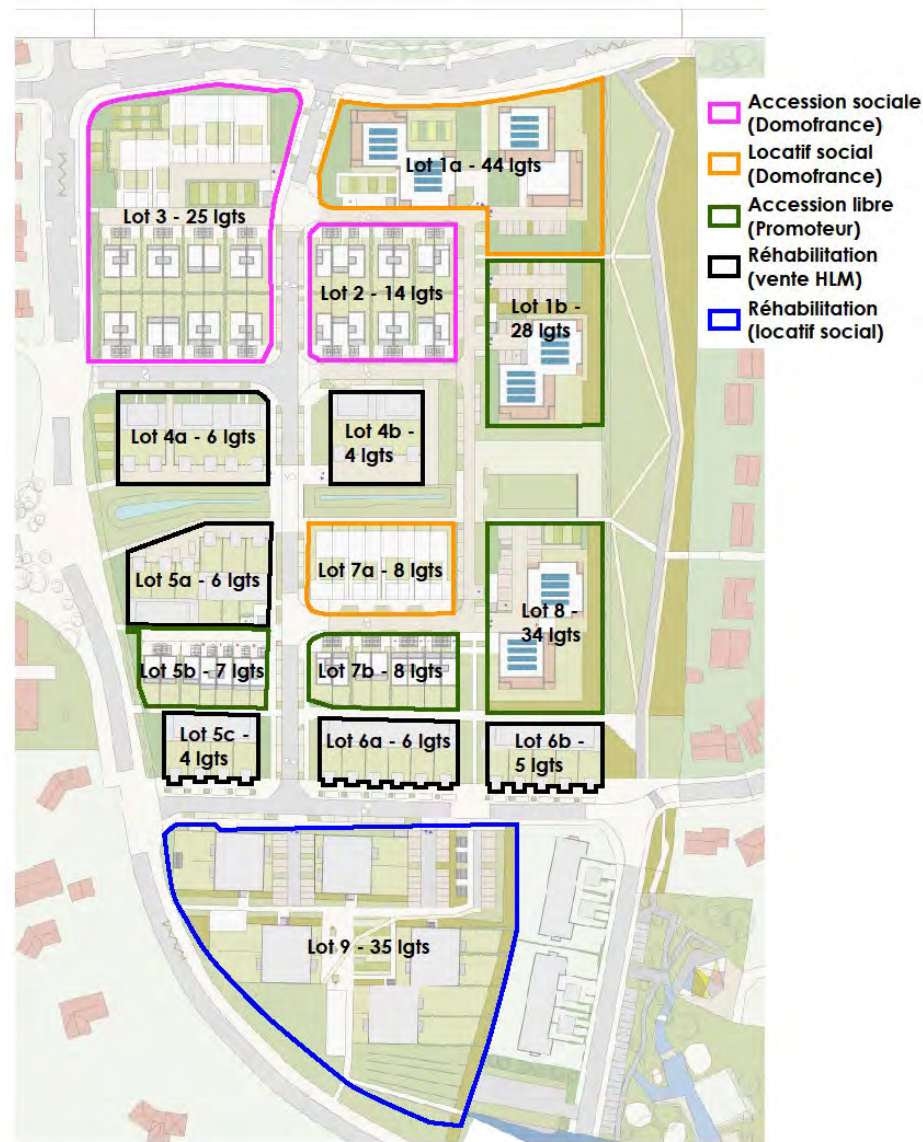 Accession sociale
(Domofrance)
Locatif social
(Domofrance)
Accession libre
(Promoteur)
Réhabilitation
(vente HLM)
Réhabilitation
(locatif social)
Lot 1a - 44 lgts
Lot 3 - 25 lgts
Lot 2 - 14 lgts
Lot 1b -
28 lgts
Lot 4a - 6 lgts
Lot 4b -
4 lgts
Lot 5a - 6 lgts
Lot 7a - 8 lgts
Lot 8 -
34 lgts
Lot 5b - 7 lgts
Lot 7b - 8 lgts
Lot 5c -
4 lgts
Lot 6a - 6 lgts
Lot 6b -
5 lgts
Lot 9 - 35 lgts